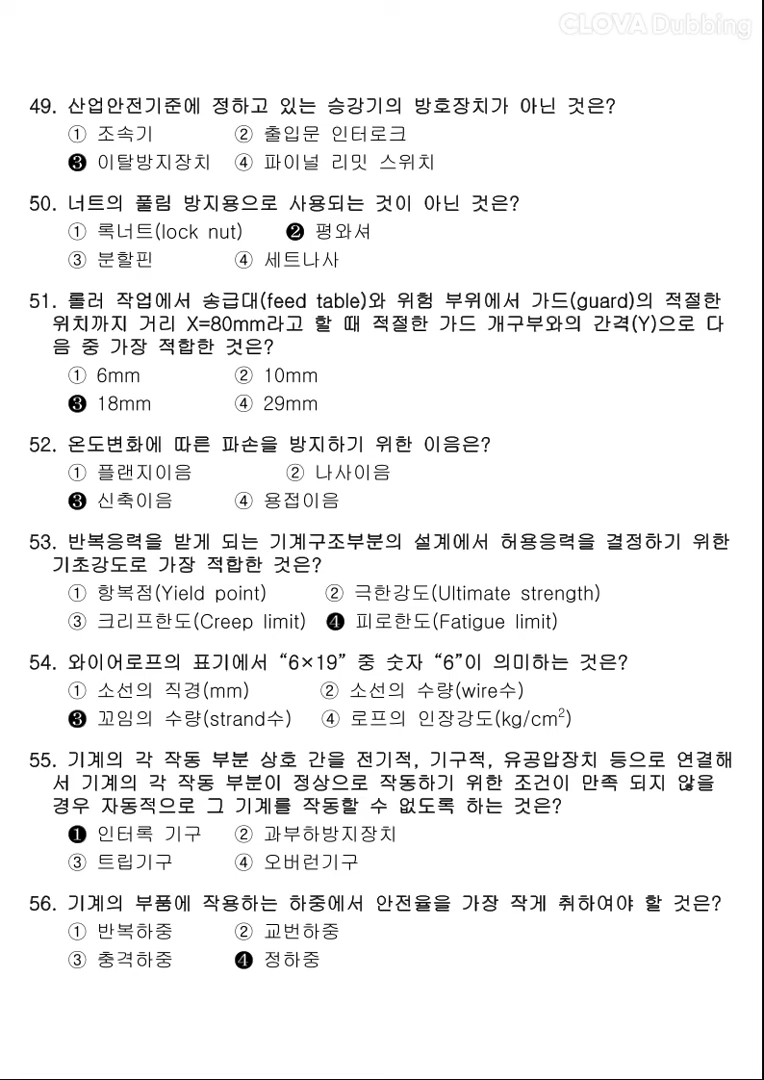 CLOVA Dubbing
49. 산업안전기준에 정하고 있는 승강기의 방호장치가 아닌 것은?
① 조속기 ② 출입문 인터로크
❸ 이탈방지장치 ④ 파이널 리밋 스위치
50. 너트의 풀림 방지용으로 사용되는 것이 아닌 것은?
① 록너트(lock nut) ❷ 평와셔
③ 분할핀 ④ 세트나사
51. 롤러 작업에서 송급대(feed table)와 위험 부위에서 가드(guard)의 적절한
위치까지 거리 X=80mm라고 할 때 적절한 가드 개구부와의 간격(Y)으로 다
음 중 가장 적합한 것은?
① 6mm ② 10mm
❸ 18mm ④ 29mm
52. 온도변화에 따른 파손을 방지하기 위한 이음은?
① 플랜지이음 ② 나사이음
❸ 신축이음 ④ 용접이음
53. 반복응력을 받게 되는 기계구조부분의 설계에서 허용응력을 결정하기 위한
기초강도로 가장 적합한 것은?
① 항복점(Yield point) ② 극한강도(Ultimate strength)
③ 크리프한도(Creep limit) ❹ 피로한도(Fatigue limit)
54. 와이어로프의 표기에서 “6×19” 중 숫자 “6”이 의미하는 것은?
① 소선의 직경(mm) ② 소선의 수량(wire수)
❸ 꼬임의 수량(strand수) ④ 로프의 인장강도(kg/cm²)
55. 기계의 각 작동 부분 상호 간을 전기적, 기구적, 유공압장치 등으로 연결해
서 기계의 각 작동 부분이 정상으로 작동하기 위한 조건이 만족 되지 않을
경우 자동적으로 그 기계를 작동할 수 없도록 하는 것은?
❶ 인터록 기구 ② 과부하방지장치
③ 트립기구 ④ 오버런기구
56. 기계의 부품에 작용하는 하중에서 안전율을 가장 작게 취하여야 할 것은?
① 반복하중 ② 교번하중
③ 충격하중 ❹ 정하중